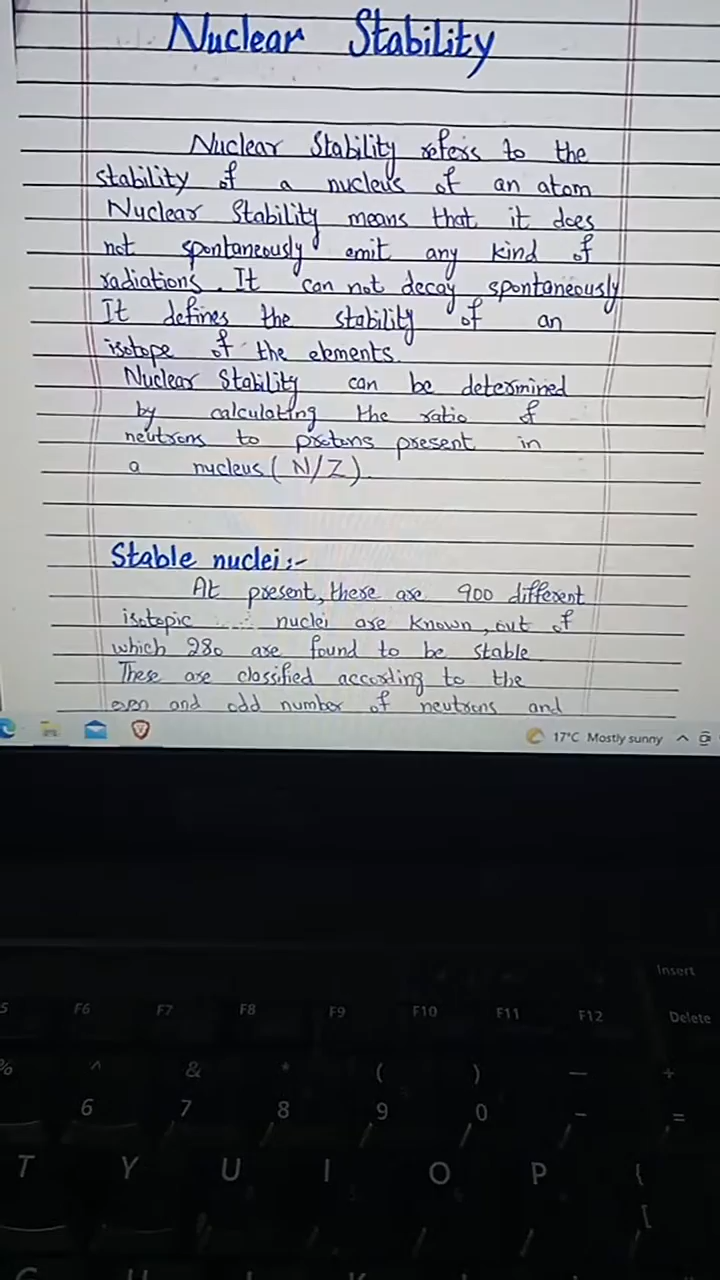 Nuclear Stability
Nuclear Stability refers to the
stability of a nucleus of an atom
Nuclear Stability means that it does
not spontaneously emit any kind of
radiations. It can not decay spontaneously
It defines the stability of an
isotope of the elements.
Nuclear Stability can be determined
by calculating the ratio of
neutrons to protons present in
a nucleus (N/Z).
Stable nuclei:-
At present, there are 900 different
isotopic nuclei are known, out of
which 280 are found to be stable
These are classified according to the
even and odd number of neutrons and
17°C Mostly sunny
Insert
5 F6 F7 F8 F9 F10 F11 F12 Delete
% ^ & * ( ) — +
6 7 8 9 0 - =
T Y U I O P {
[